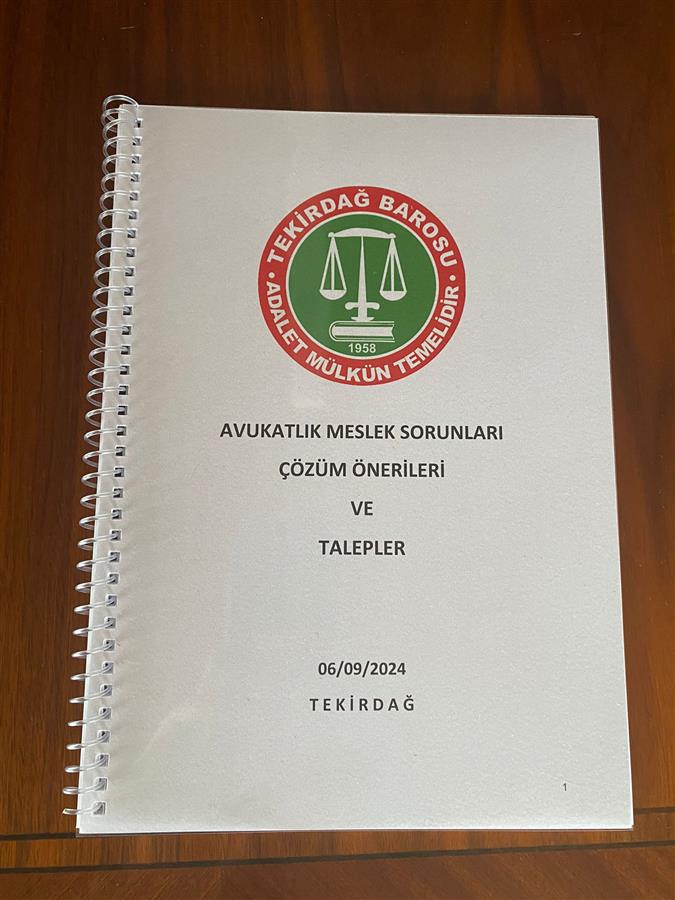 TEKİRDAĞ BAROSU
ADALET MÜLKÜN TEMELİDİR
1958
AVUKATLIK MESLEK SORUNLARI
ÇÖZÜM ÖNERİLERİ
VE
TALEPLER
06/09/2024
TEKİRDAĞ
1